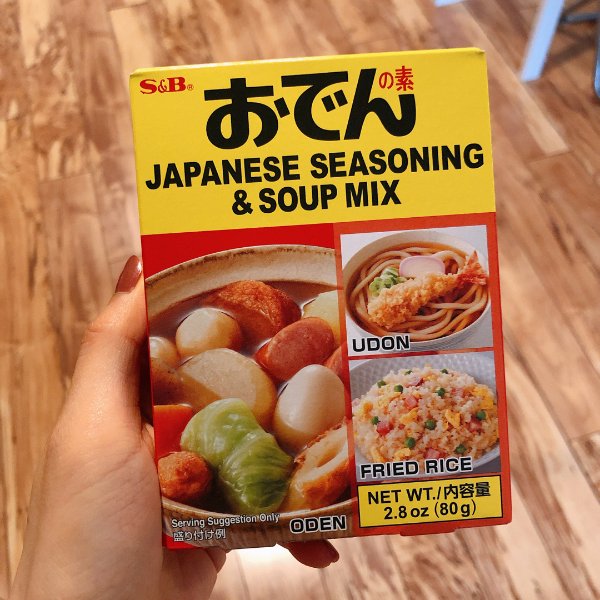 S&B®
おでんの素
JAPANESE SEASONING
& SOUP MIX
UDON
FRIED RICE
Serving Suggestion Only
盛り付け例
ODEN
NET WT./内容量
2.8 oz (80g)